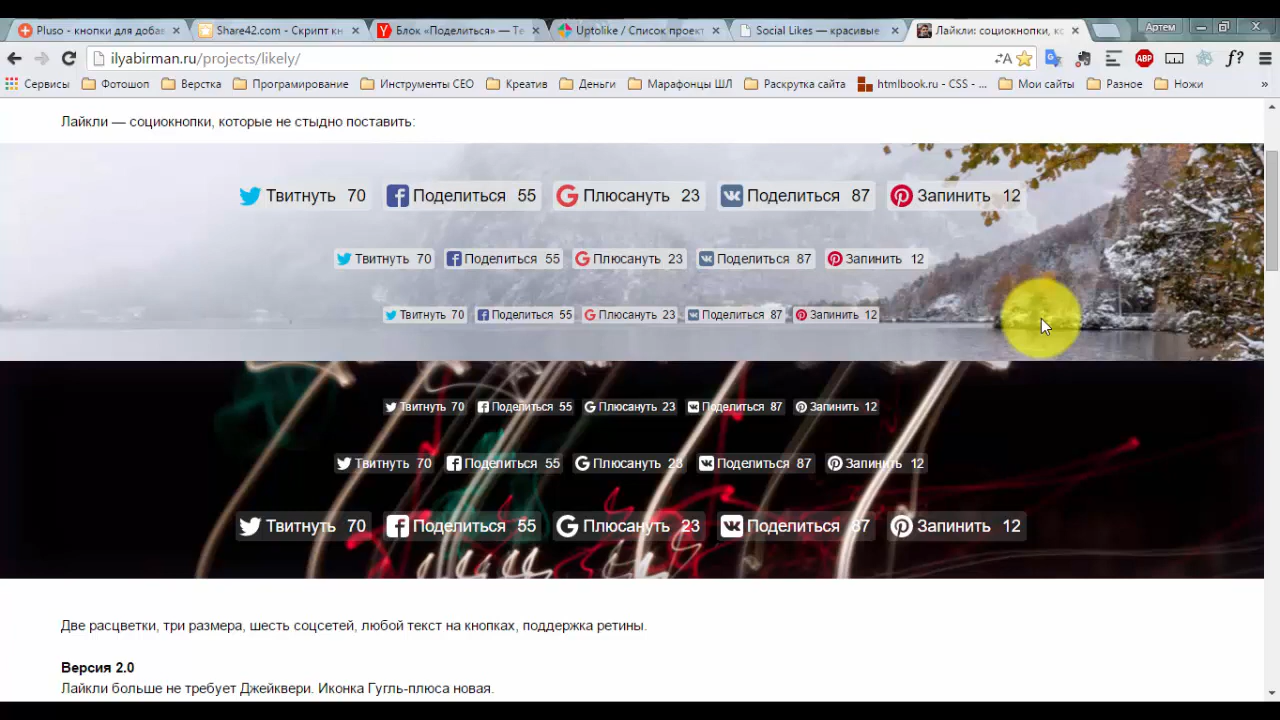 Pluso - кнопки для доба
Share42.com - Скрипт кн
Блок «Поделиться» — Те
Uptolike / Список проект
Social Likes — красивые
Лайкли: социокнопки, ко
Артем
ilyabirman.ru/projects/likely/
Сервисы Фотошоп Верстка Програмирование Инструменты СЕО Креатив Деньги Марафонцы ШЛ Раскрутка сайта htmlbook.ru - CSS - ... Мои сайты Разное Ножи »
Лайкли — социокнопки, которые не стыдно поставить:
Твитнуть 70 Поделиться 55 Плюсануть 23 Поделиться 87 Запинить 12
Твитнуть 70 Поделиться 55 Плюсануть 23 Поделиться 87 Запинить 12
Твитнуть 70 Поделиться 55 Плюсануть 23 Поделиться 87 Запинить 12
Твитнуть 70 Поделиться 55 Плюсануть 23 Поделиться 87 Запинить 12
Твитнуть 70 Поделиться 55 Плюсануть 23 Поделиться 87 Запинить 12
Твитнуть 70 Поделиться 55 Плюсануть 23 Поделиться 87 Запинить 12
Две расцветки, три размера, шесть соцсетей, любой текст на кнопках, поддержка ретины.
Версия 2.0
Лайкли больше не требует Джейквери. Иконка Гугль-плюса новая.